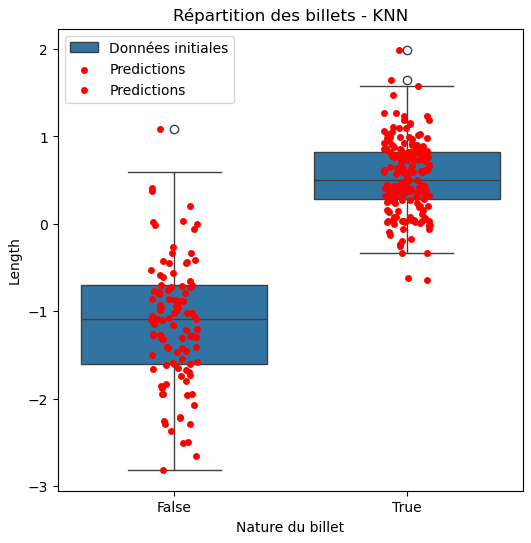 Répartition des billets - KNN
Données initiales
Predictions
Predictions
2
1
0
−1
−2
−3
Length
False
True
Nature du billet